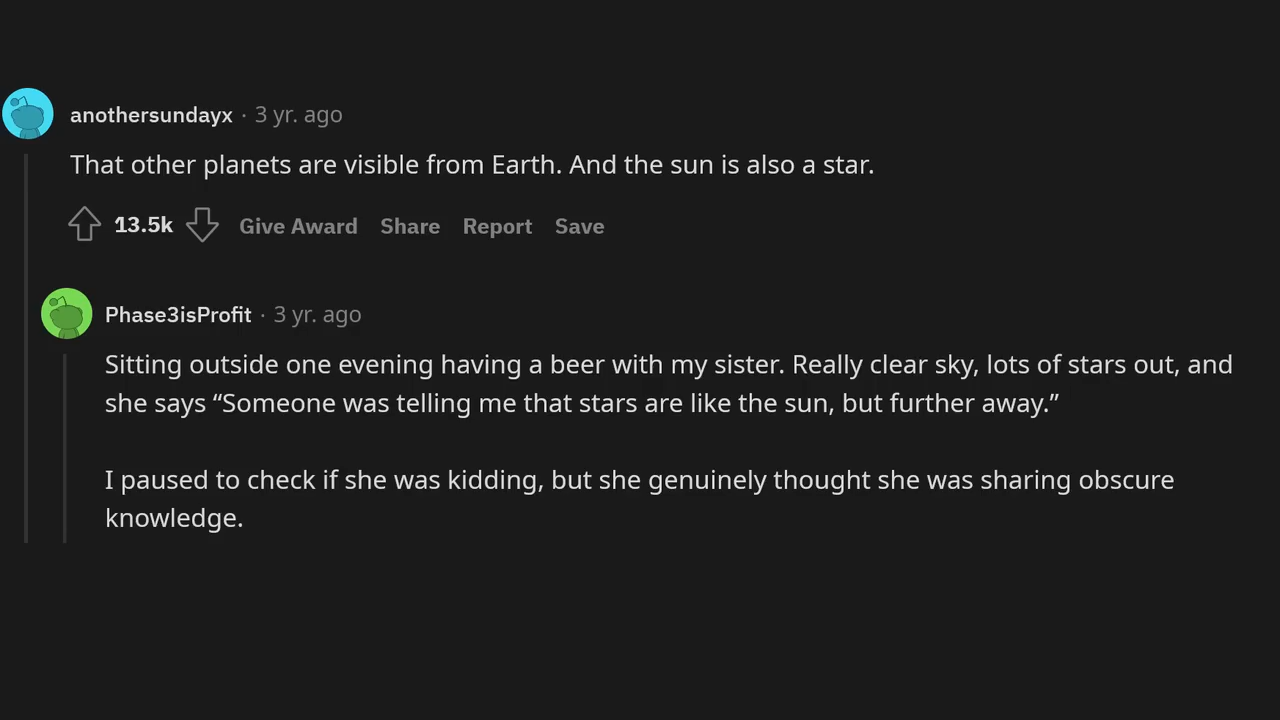 anothersundayx · 3 yr. ago
That other planets are visible from Earth. And the sun is also a star.
13.5k Give Award Share Report Save
Phase3isProfit · 3 yr. ago
Sitting outside one evening having a beer with my sister. Really clear sky, lots of stars out, and
she says “Someone was telling me that stars are like the sun, but further away.”
I paused to check if she was kidding, but she genuinely thought she was sharing obscure
knowledge.